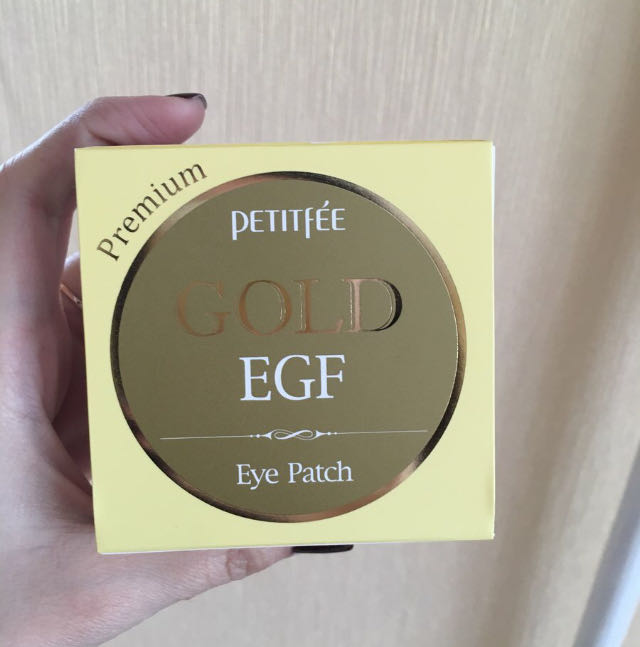 Premium
PETITFÉE
GOLD
EGF
Eye Patch